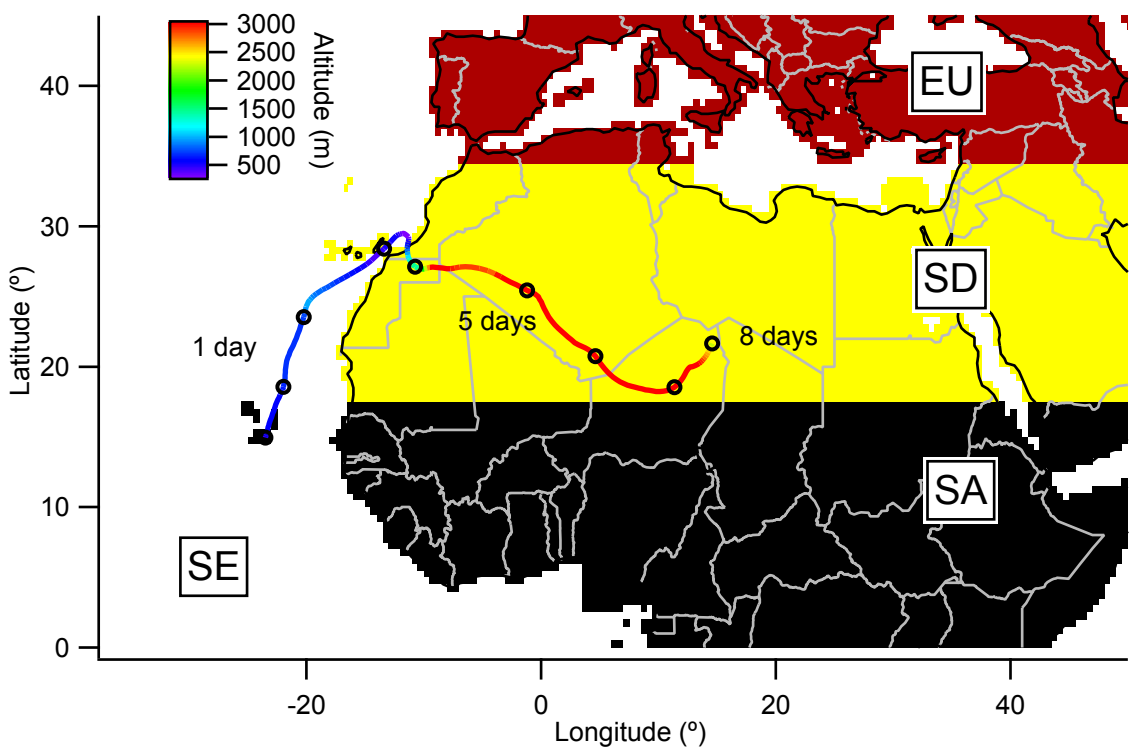 3000
2500
2000
1500
1000
500
Altitude (m)
EU
SD
SA
SE
1 day
5 days
8 days
40
30
20
10
0
Latitude (º)
-20
0
20
40
Longitude (º)